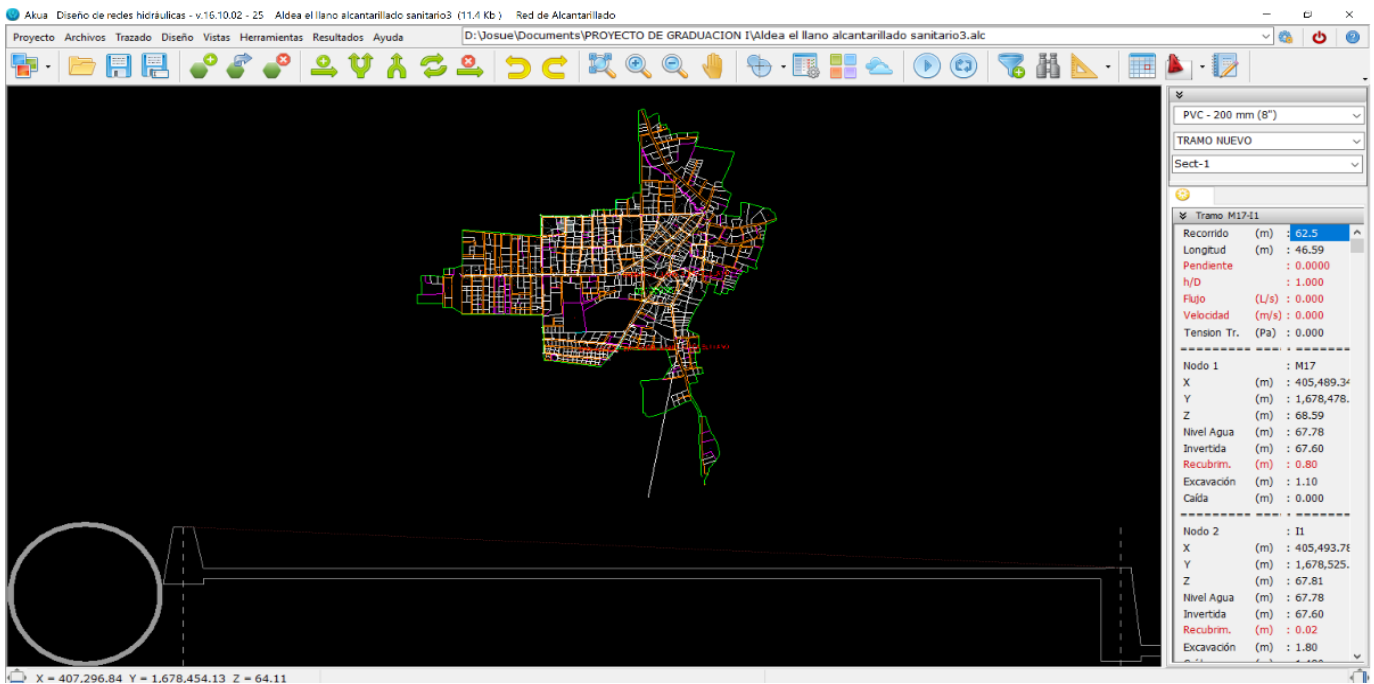 Akua Diseño de redes hidráulicas - v.16.10.02 - 25 Aldea el llano alcantarillado sanitario3 (11.4 Kb ) Red de Alcantarillado
Proyecto Archivos Trazado Diseño Vistas Herramientas Resultados Ayuda D:\Josue\Documents\PROYECTO DE GRADUACION I\Aldea el llano alcantarillado sanitario3.alc
PVC - 200 mm (8")
TRAMO NUEVO
Sect-1
Tramo M17-I1
Recorrido (m) : 62.5
Longitud (m) : 46.59
Pendiente : 0.0000
h/D : 1.000
Flujo (L/s) : 0.000
Velocidad (m/s) : 0.000
Tension Tr. (Pa) : 0.000
Nodo 1 : M17
X (m) : 405,489.34
Y (m) : 1,678,478.
Z (m) : 68.59
Nivel Agua (m) : 67.78
Invertida (m) : 67.60
Recubrim. (m) : 0.80
Excavación (m) : 1.10
Caída (m) : 0.000
Nodo 2 : I1
X (m) : 405,493.78
Y (m) : 1,678,525.
Z (m) : 67.81
Nivel Agua (m) : 67.78
Invertida (m) : 67.60
Recubrim. (m) : 0.02
Excavación (m) : 1.80
X = 407,296.84 Y = 1,678,454.13 Z = 64.11